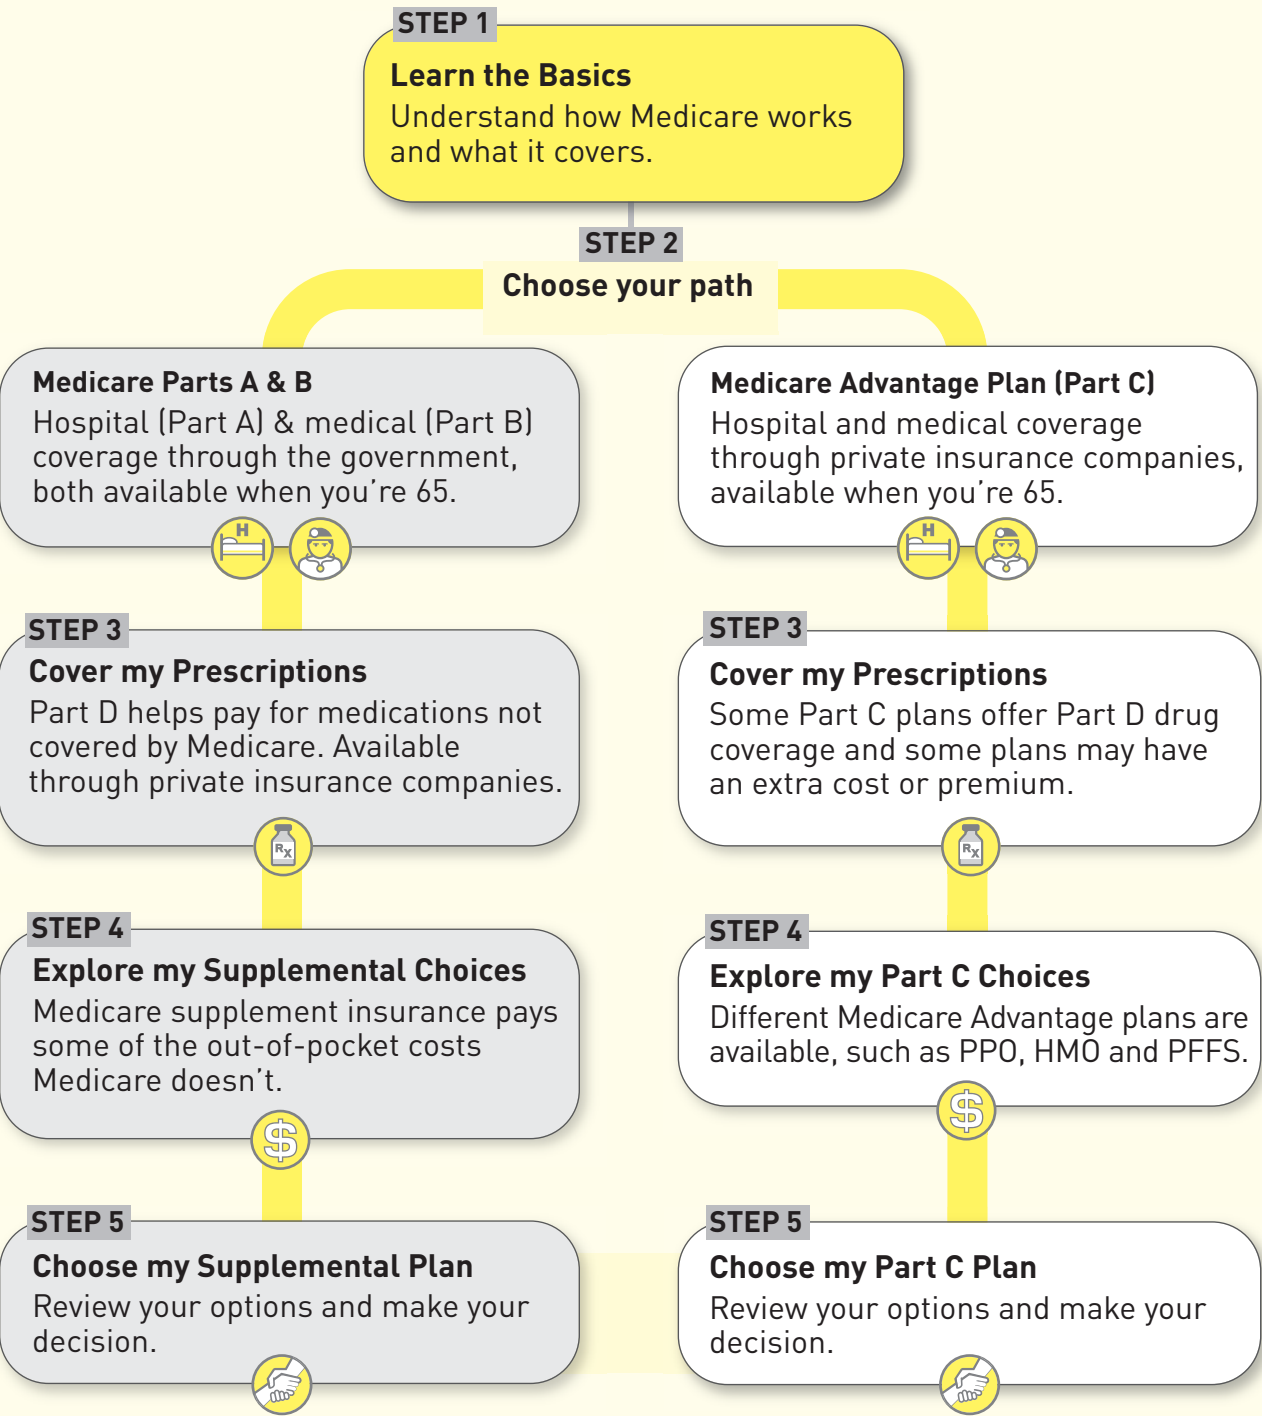 STEP 1
Learn the Basics
Understand how Medicare works
and what it covers.
STEP 2
Choose your path
Medicare Parts A & B
Hospital (Part A) & medical (Part B)
coverage through the government,
both available when you're 65.
H
STEP 3
Cover my Prescriptions
Part D helps pay for medications not
covered by Medicare. Available
through private insurance companies.
Rx
STEP 4
Explore my Supplemental Choices
Medicare supplement insurance pays
some of the out-of-pocket costs
Medicare doesn't.
$
STEP 5
Choose my Supplemental Plan
Review your options and make your
decision.
Medicare Advantage Plan (Part C)
Hospital and medical coverage
through private insurance companies,
available when you're 65.
H
STEP 3
Cover my Prescriptions
Some Part C plans offer Part D drug
coverage and some plans may have
an extra cost or premium.
Rx
STEP 4
Explore my Part C Choices
Different Medicare Advantage plans are
available, such as PPO, HMO and PFFS.
$
STEP 5
Choose my Part C Plan
Review your options and make your
decision.